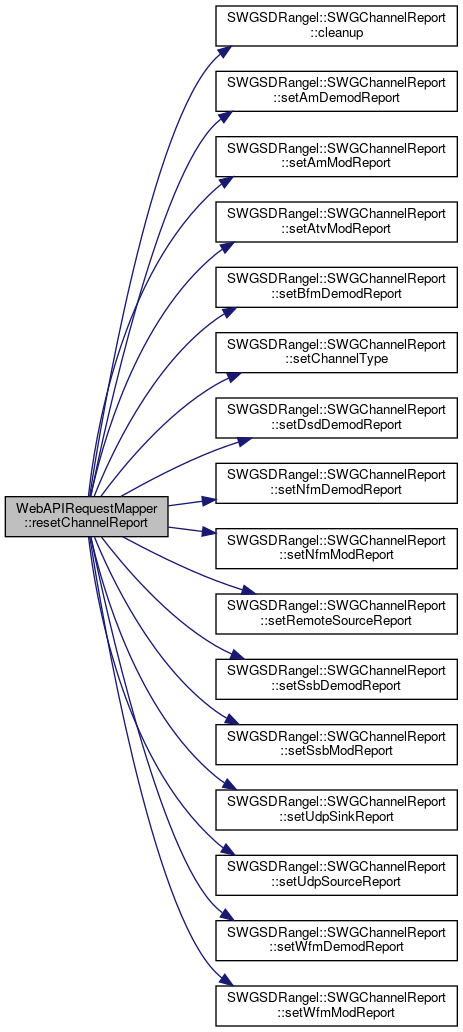 SWGSDRangel::SWGChannelReport
::cleanup
SWGSDRangel::SWGChannelReport
::setAmDemodReport
SWGSDRangel::SWGChannelReport
::setAmModReport
SWGSDRangel::SWGChannelReport
::setAtvModReport
SWGSDRangel::SWGChannelReport
::setBfmDemodReport
SWGSDRangel::SWGChannelReport
::setChannelType
SWGSDRangel::SWGChannelReport
::setDsdDemodReport
SWGSDRangel::SWGChannelReport
::setNfmDemodReport
WebAPIRequestMapper
::resetChannelReport
SWGSDRangel::SWGChannelReport
::setNfmModReport
SWGSDRangel::SWGChannelReport
::setRemoteSourceReport
SWGSDRangel::SWGChannelReport
::setSsbDemodReport
SWGSDRangel::SWGChannelReport
::setSsbModReport
SWGSDRangel::SWGChannelReport
::setUdpSinkReport
SWGSDRangel::SWGChannelReport
::setUdpSourceReport
SWGSDRangel::SWGChannelReport
::setWfmDemodReport
SWGSDRangel::SWGChannelReport
::setWfmModReport